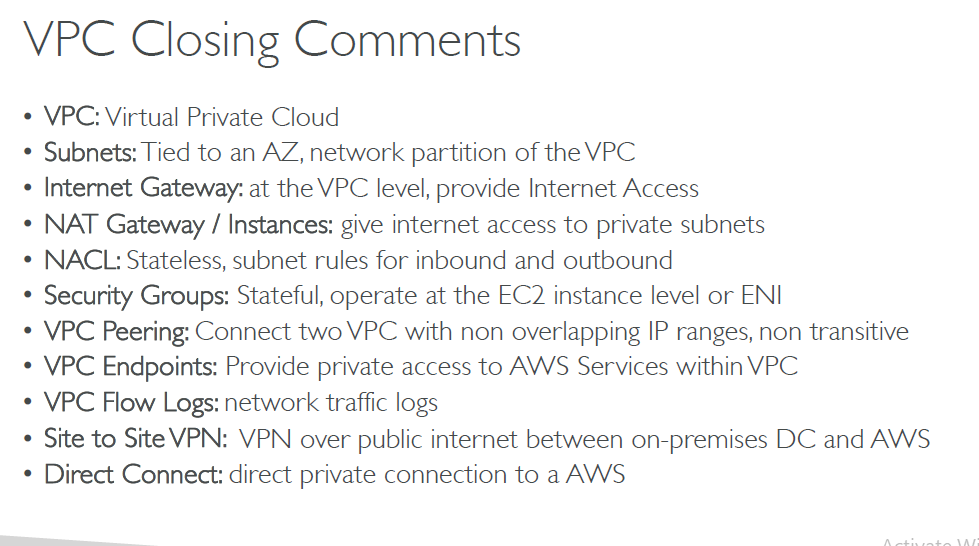 VPC Closing Comments
• VPC: Virtual Private Cloud
• Subnets: Tied to an AZ, network partition of the VPC
• Internet Gateway: at the VPC level, provide Internet Access
• NAT Gateway / Instances: give internet access to private subnets
• NACL: Stateless, subnet rules for inbound and outbound
• Security Groups: Stateful, operate at the EC2 instance level or ENI
• VPC Peering: Connect two VPC with non overlapping IP ranges, non transitive
• VPC Endpoints: Provide private access to AWS Services within VPC
• VPC Flow Logs: network traffic logs
• Site to Site VPN: VPN over public internet between on-premises DC and AWS
• Direct Connect: direct private connection to a AWS